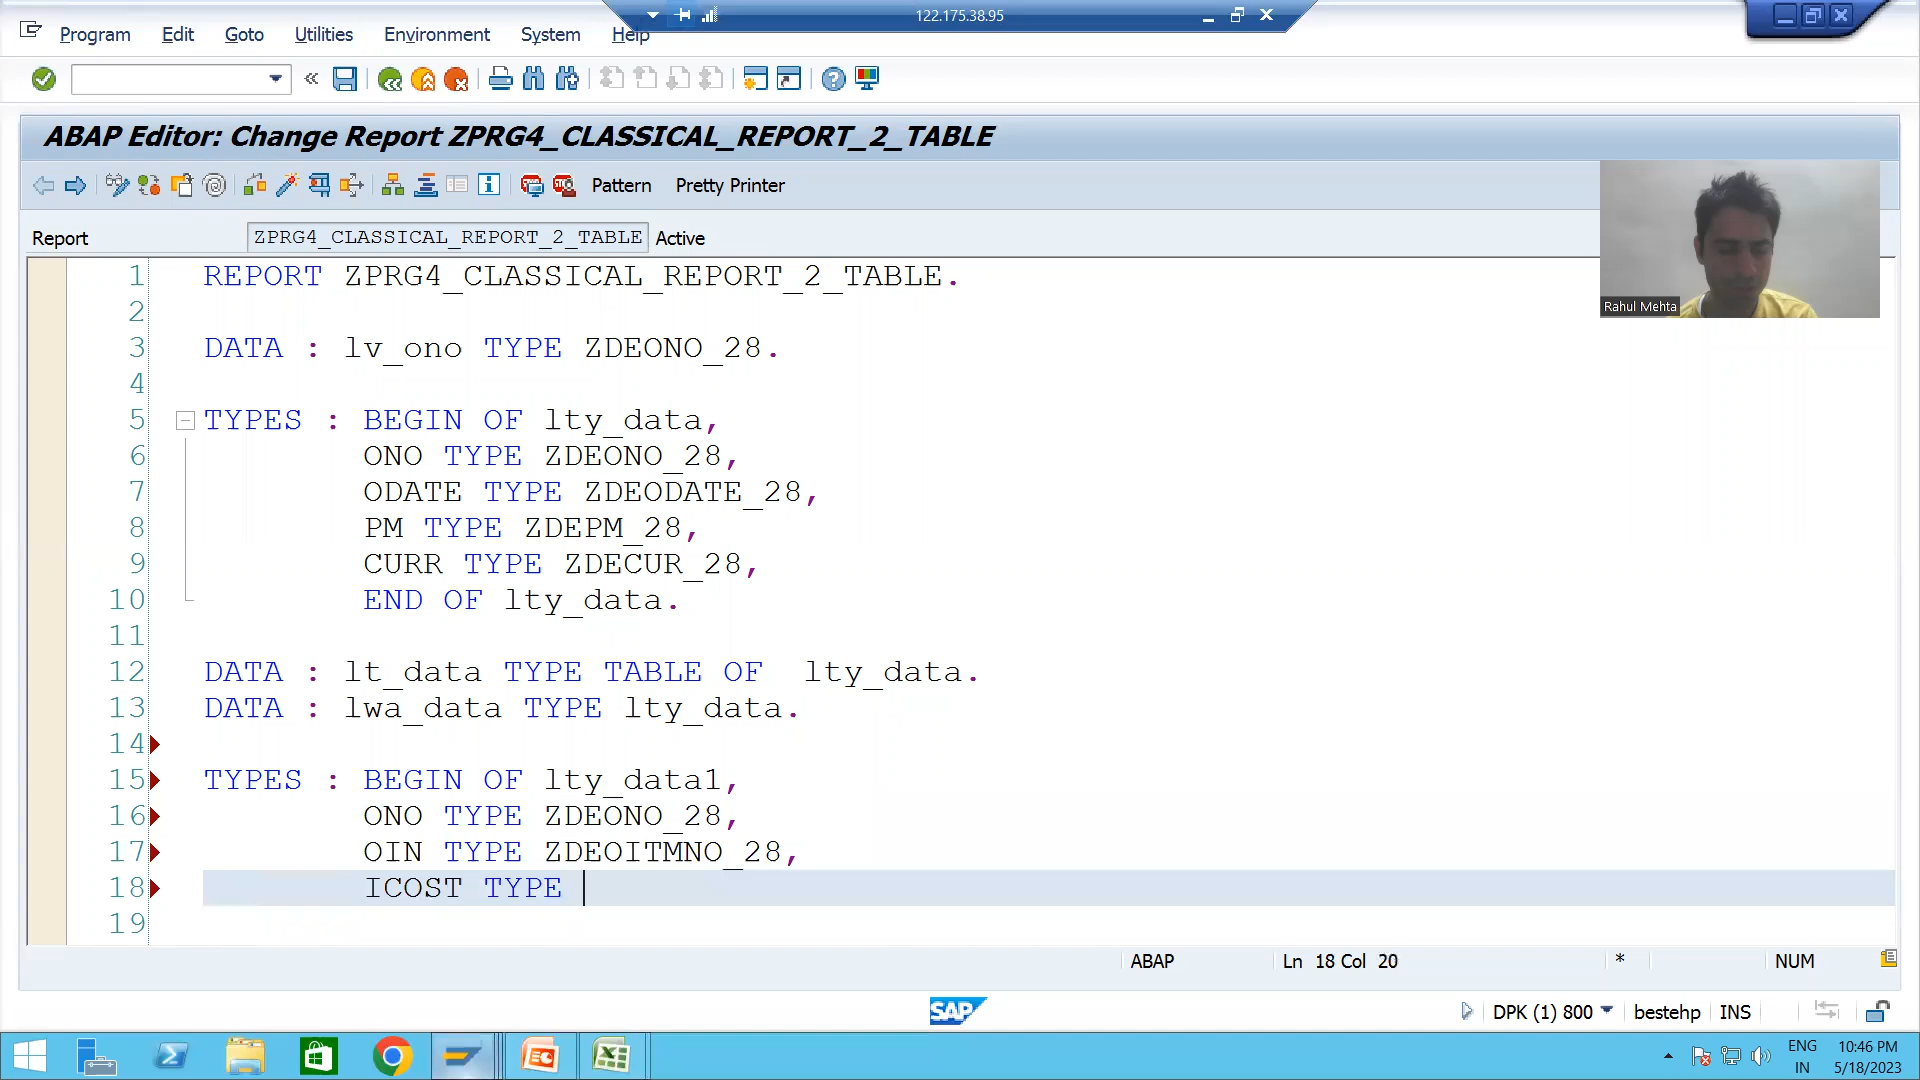 122.175.38.95
Program Edit Goto Utilities Environment System Help
ABAP Editor: Change Report ZPRG4_CLASSICAL_REPORT_2_TABLE
Pattern Pretty Printer
Report ZPRG4_CLASSICAL_REPORT_2_TABLE Active
Rahul Mehta
1 REPORT ZPRG4_CLASSICAL_REPORT_2_TABLE.
2
3 DATA : lv_ono TYPE ZDEONO_28.
4
5 TYPES : BEGIN OF lty_data,
6 ONO TYPE ZDEONO_28,
7 ODATE TYPE ZDEODATE_28,
8 PM TYPE ZDEPM_28,
9 CURR TYPE ZDECUR_28,
10 END OF lty_data.
11
12 DATA : lt_data TYPE TABLE OF lty_data.
13 DATA : lwa_data TYPE lty_data.
14
15 TYPES : BEGIN OF lty_data1,
16 ONO TYPE ZDEONO_28,
17 OIN TYPE ZDEOITMNO_28,
18 ICOST TYPE
19
ABAP Ln 18 Col 20 * NUM
SAP DPK (1) 800 bestehp INS
ENG 10:46 PM
IN 5/18/2023